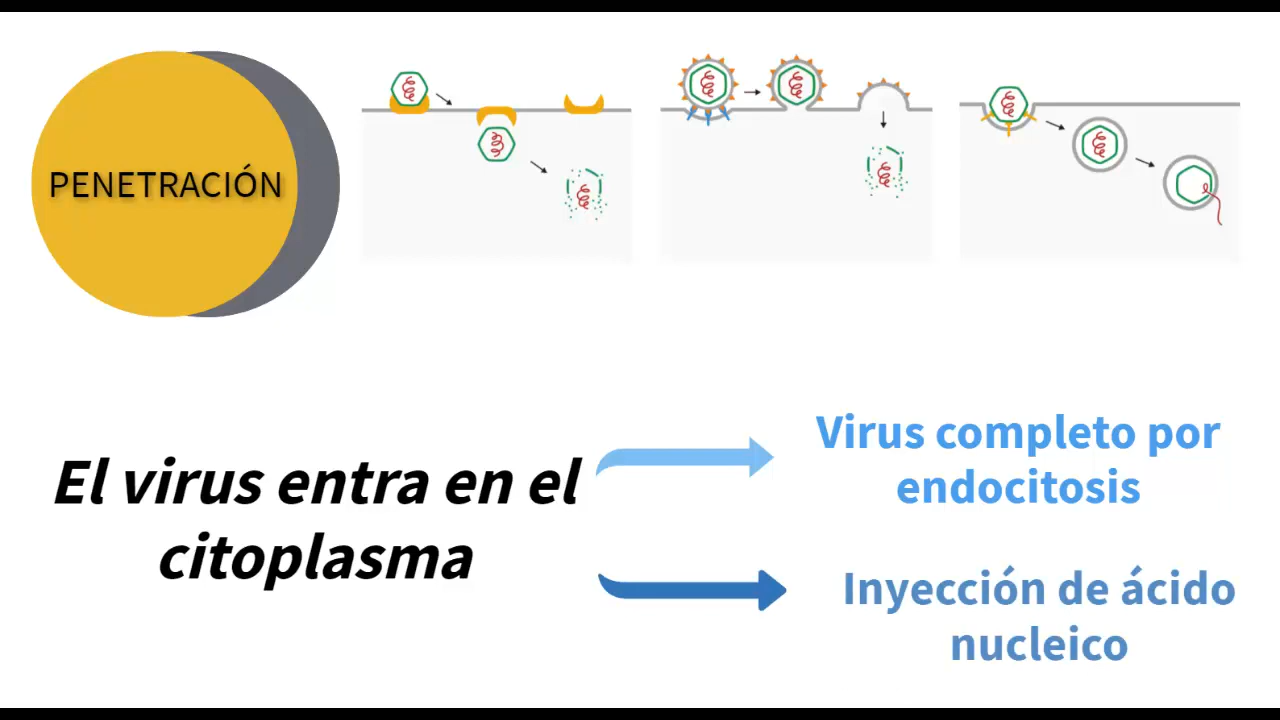 PENETRACIÓN
El virus entra en el
citoplasma
Virus completo por
endocitosis
Inyección de ácido
nucleico